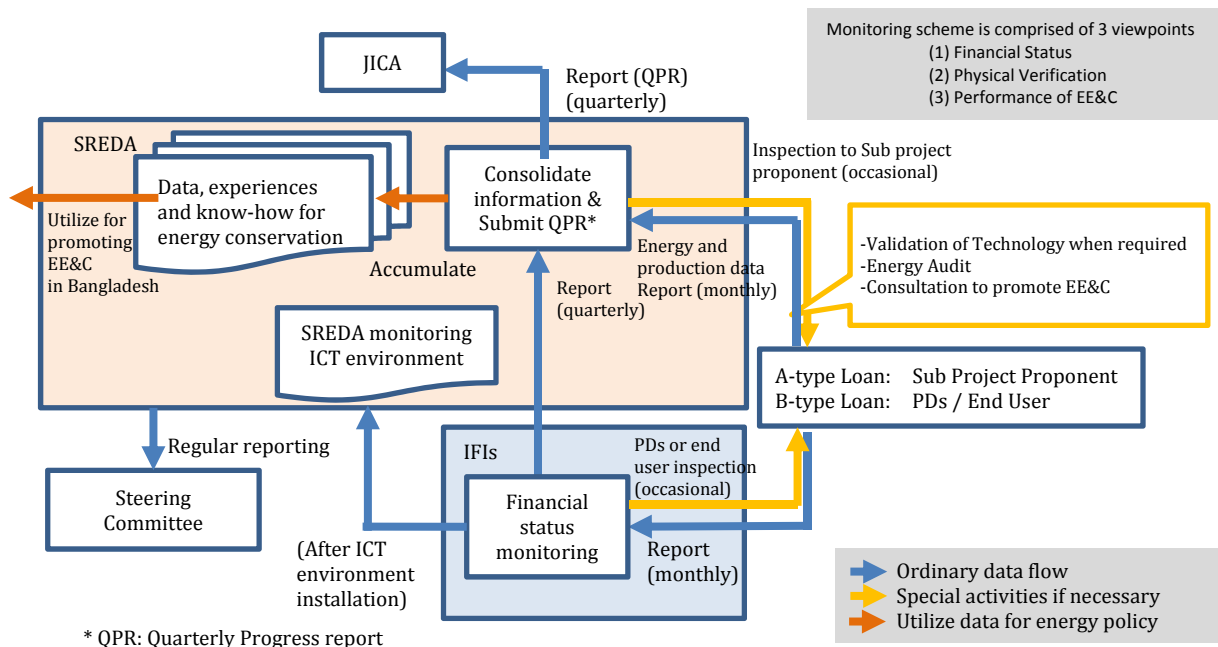 Monitoring scheme is comprised of 3 viewpoints
(1) Financial Status
(2) Physical Verification
(3) Performance of EE&C
JICA
Report (QPR)
(quarterly)
SREDA
Data, experiences
and know-how for
energy conservation
Consolidate
information &
Submit QPR*
Inspection to Sub project
proponent (occasional)
Utilize for
promoting
EE&C
in Bangladesh
Accumulate
Report
(quarterly)
Energy and
production data
Report (monthly)
-Validation of Technology when required
-Energy Audit
-Consultation to promote EE&C
SREDA monitoring
ICT environment
A-type Loan: Sub Project Proponent
B-type Loan: PDs / End User
Regular reporting
Steering
Committee
IFIs
PDs or end
user inspection
(occasional)
Financial
status
monitoring
(After ICT
environment
installation)
Report
(monthly)
Ordinary data flow
Special activities if necessary
Utilize data for energy policy
* QPR: Quarterly Progress report